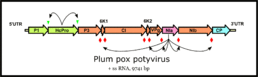 6K1 6K2
5'UTR 3'UTR
P1 HcPro P3 CI VPg NIa NIb CP
Plum pox potyvirus
+ ss RNA, 9741 bp